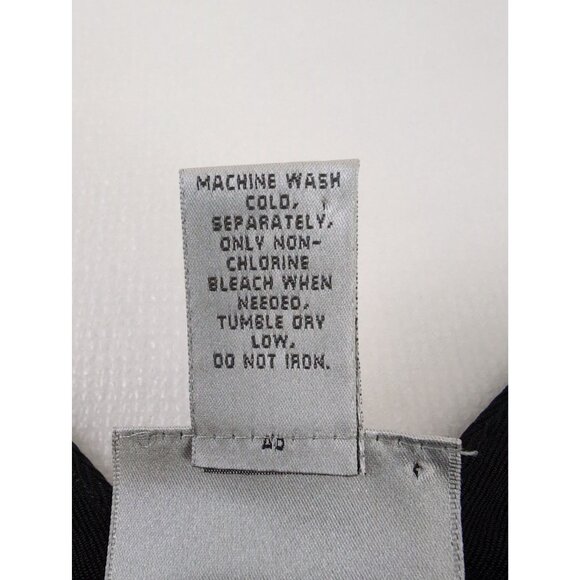 MACHINE WASH
COLD,
SEPARATELY,
ONLY NON-
CHLORINE
BLEACH WHEN
NEEDED,
TUMBLE DRY
LOW.
DO NOT IRON.